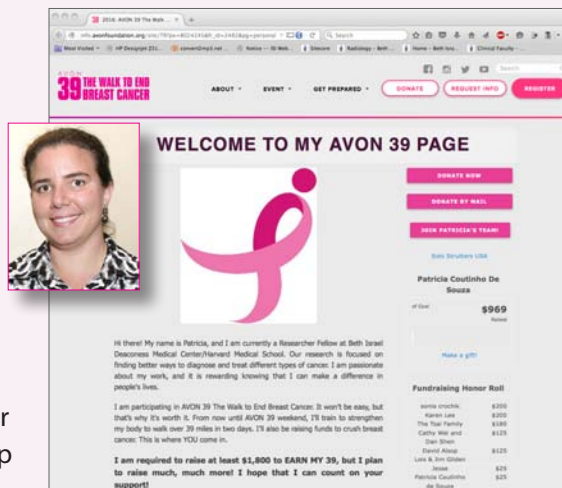 2016: AVON 39 The Walk...
Search
Most Visited
Search
AVON
39 THE WALK TO END
BREAST CANCER
ABOUT
EVENT
GET PREPARED
DONATE
REQUEST INFO
REGISTER
WELCOME TO MY AVON 39 PAGE
DONATE NOW
DONATE BY MAIL
JOIN PATRICIA'S TEAM!
Patricia Coutinho De
Souza
of Goal
$969
Raised
Make a gift!
Fundraising Honor Roll
sonia crochik $200
Karen Lee $200
The Tsai Family $180
Cathy Wei and $125
Dan Shen
David Alsop $125
Lois & Jim Gilden
Jesse $25
Patricia Coutinho $25
de Souza
Hi there! My name is Patricia, and I am currently a Researcher Fellow at Beth Israel
Deaconess Medical Center/Harvard Medical School. Our research is focused on
finding better ways to diagnose and treat different types of cancer. I am passionate
about my work, and it is rewarding knowing that I can make a difference in
people's lives.
I am participating in AVON 39 The Walk to End Breast Cancer. It won't be easy, but
that's why it's worth it. From now until AVON 39 weekend, I'll train to strengthen
my body to walk over 39 miles in two days. I'll also be raising funds to crush breast
cancer. This is where YOU come in.
I am required to raise at least $1,800 to EARN MY 39, but I plan
to raise much, much more! I hope that I can count on your
support!